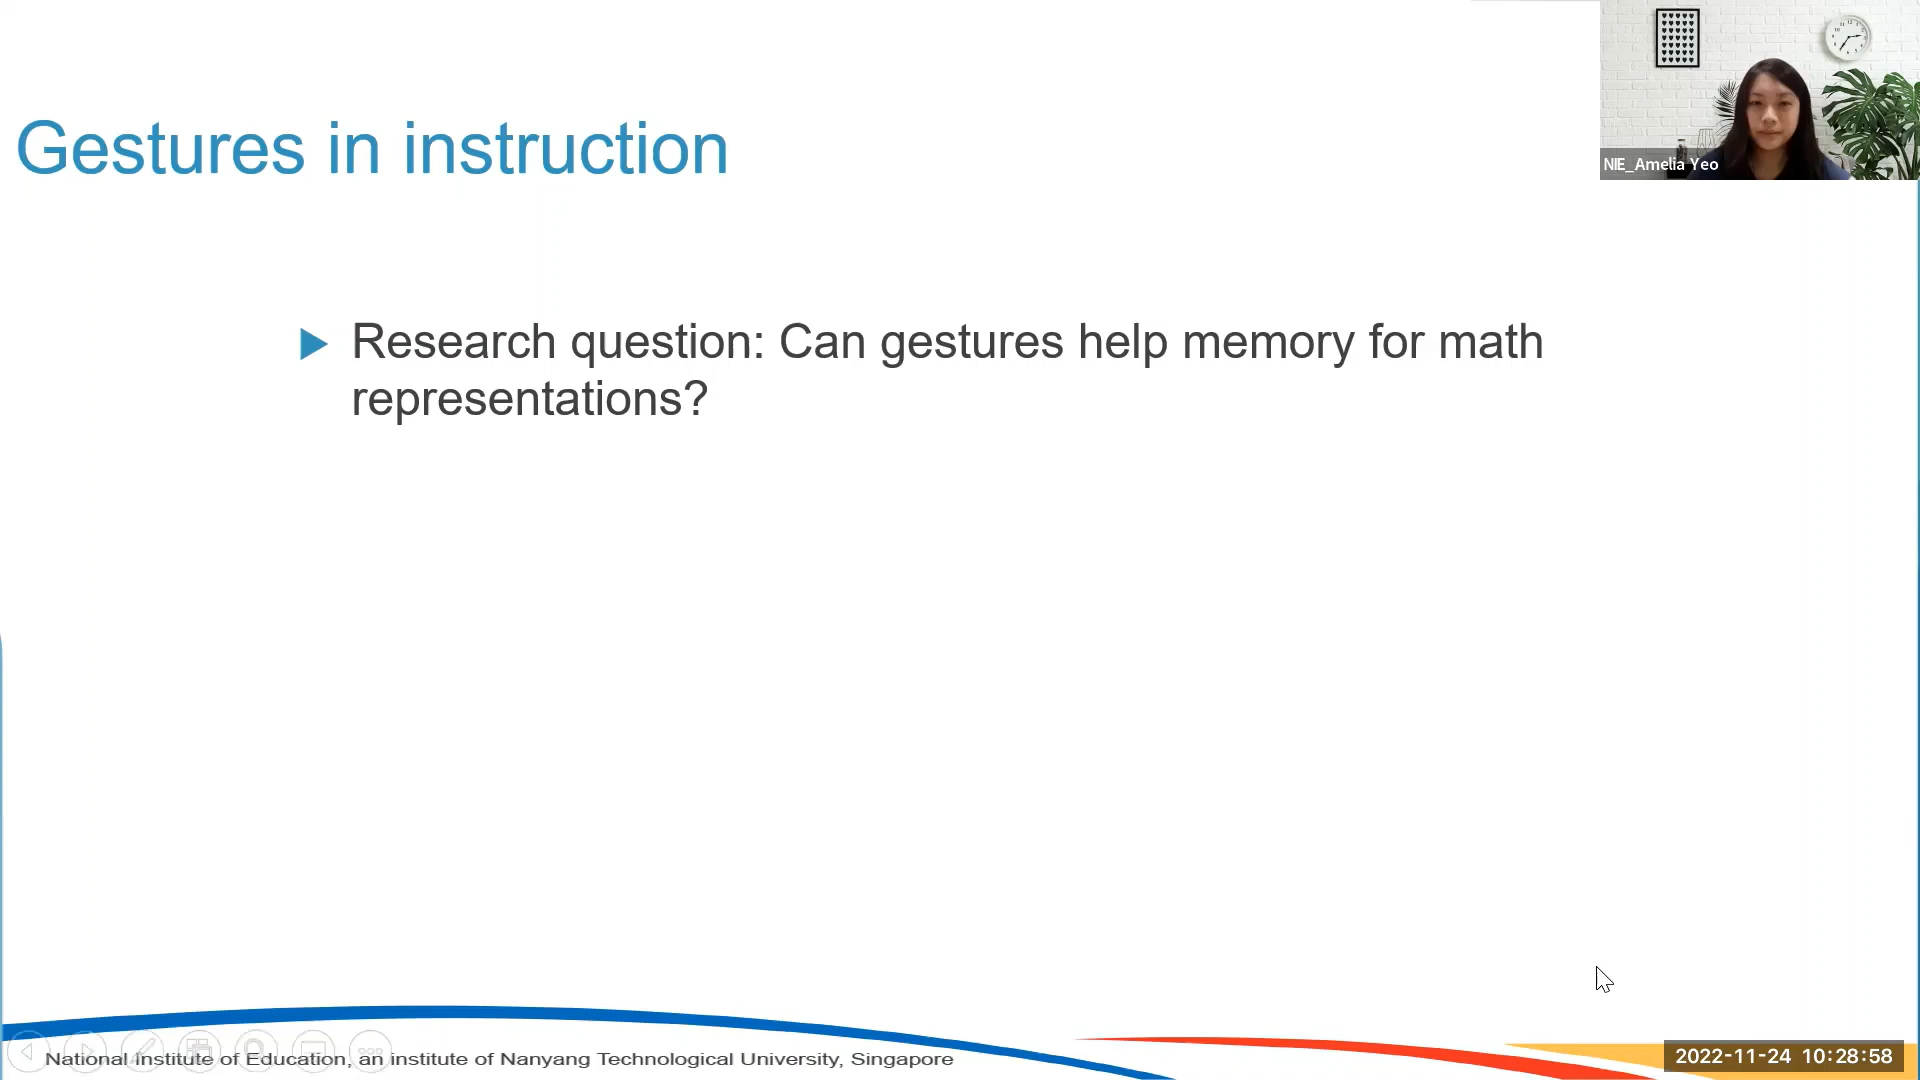 Gestures in instruction
Research question: Can gestures help memory for math
representations?
NIE_Amelia Yeo
National Institute of Education, an institute of Nanyang Technological University, Singapore
2022-11-24 10:28:58